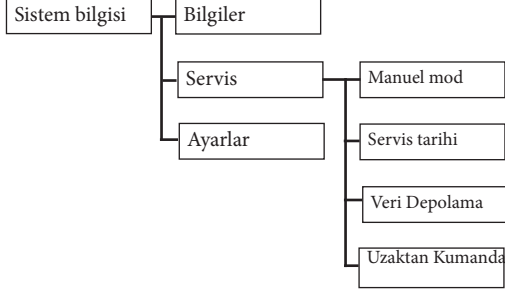 Sistem bilgisi
Bilgiler
Servis
Manuel mod
Ayarlar
Servis tarihi
Veri Depolama
Uzaktan Kumanda